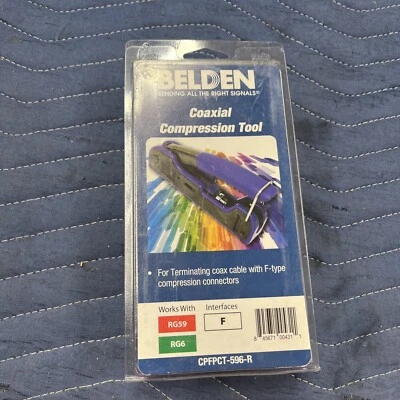 BELDEN
SENDING ALL THE RIGHT SIGNALS®
Coaxial
Compression Tool
• For Terminating coax cable with F-type
compression connectors
Works With
Interfaces
RG59
F
RG6
CPFPCT-596-R